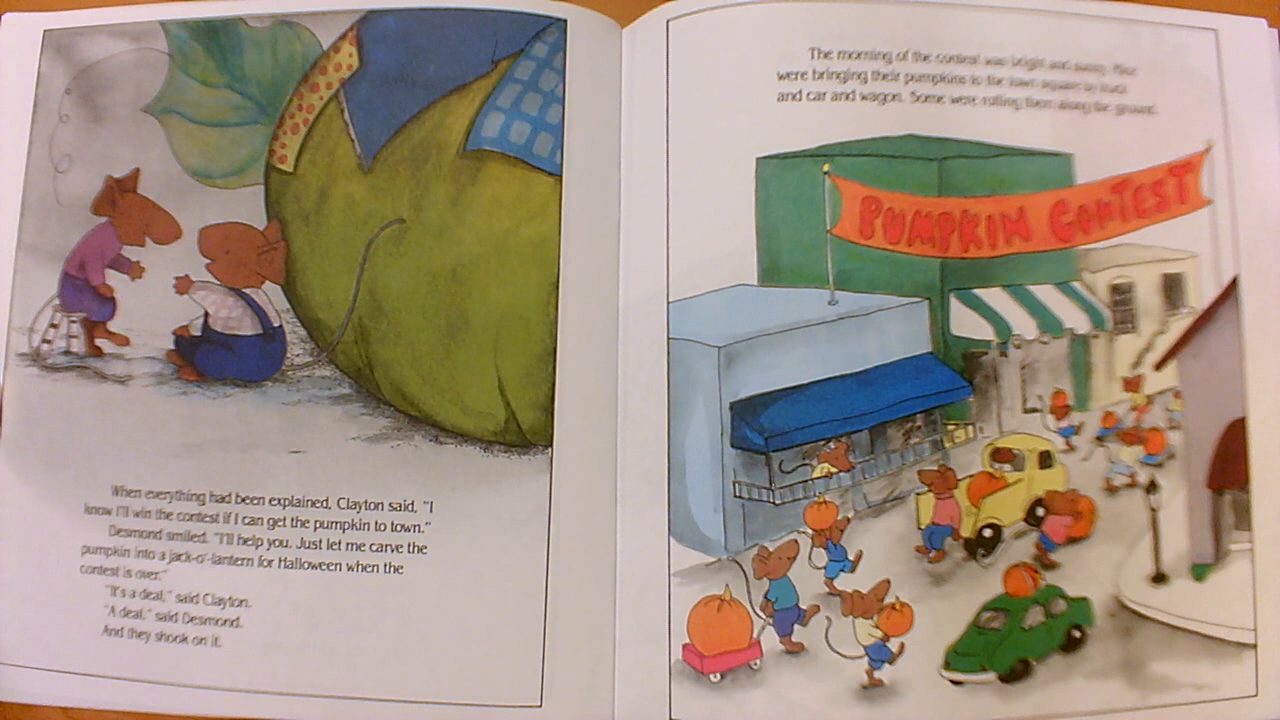 When everything had been explained, Clayton said, "I
know I'll win the contest if I can get the pumpkin to town."
Desmond smiled. "I'll help you. Just let me carve the
pumpkin into a jack-o'-lantern for Halloween when the
contest is over."
"It's a deal," said Clayton.
"A deal," said Desmond.
And they shook on it.
The morning of the contest was bright and sunny. Mice
were bringing their pumpkins to the town square by truck
and car and wagon. Some were rolling them along the ground.
PUMPKIN CONTEST